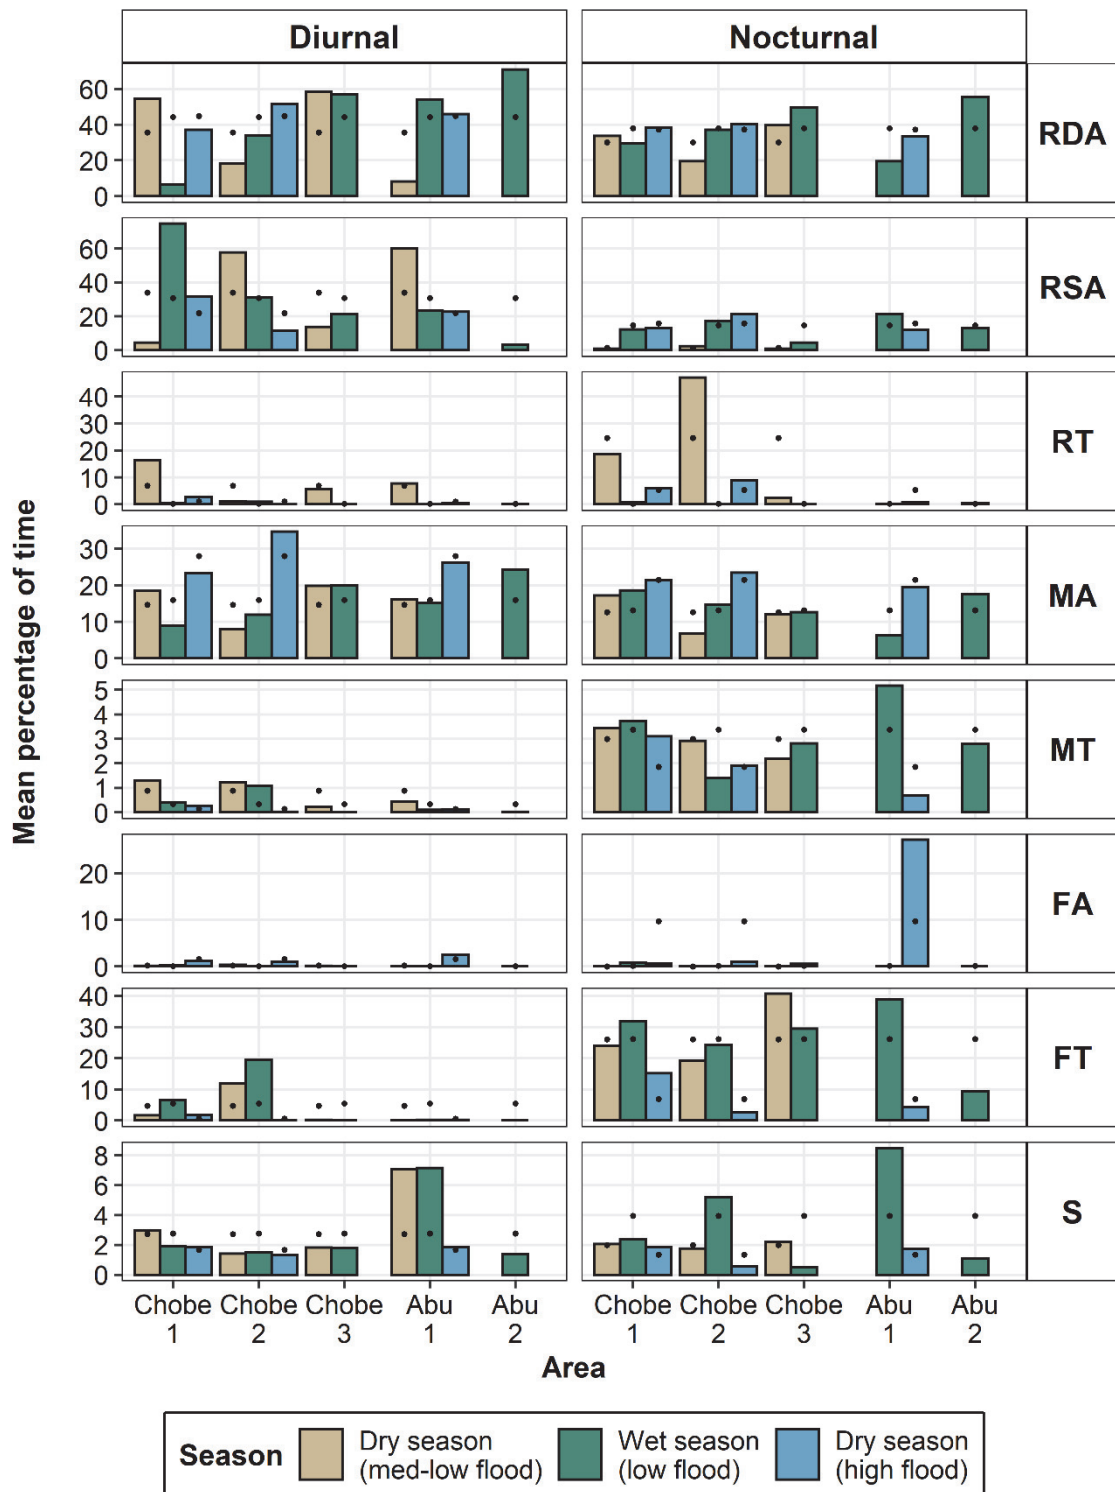 Diurnal
Nocturnal
60
40
20
0
RDA
60
40
20
0
RSA
40
30
20
10
0
RT
30
20
10
0
MA
5
4
3
2
1
0
MT
20
10
0
FA
40
30
20
10
0
FT
8
6
4
2
0
S
Mean percentage of time
Chobe Chobe Chobe Abu Abu Chobe Chobe Chobe Abu Abu
1 2 3 1 2 1 2 3 1 2
Area
Season
Dry season
(med-low flood)
Wet season
(low flood)
Dry season
(high flood)